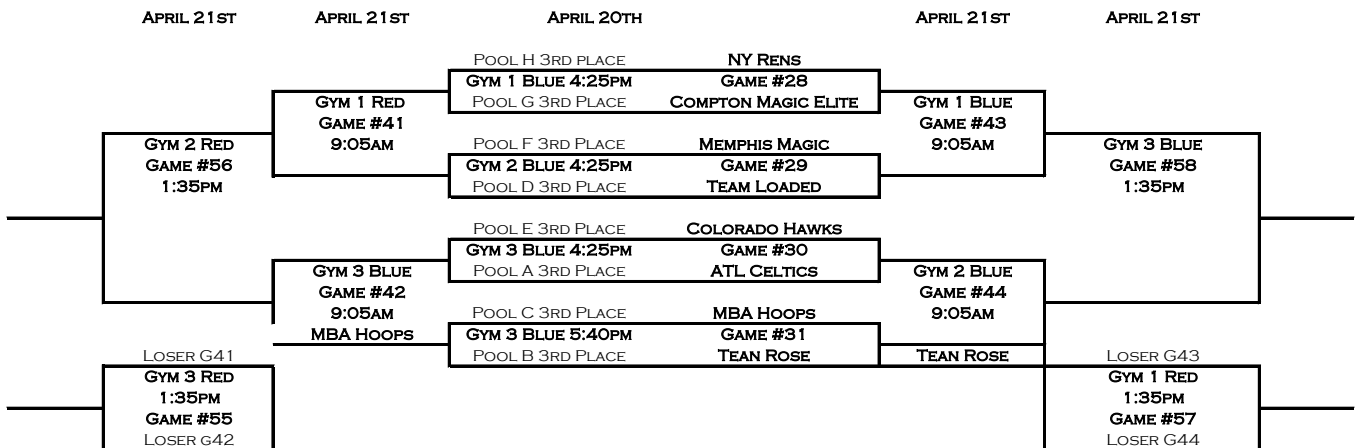 April 21st April 21st April 20th April 21st April 21st
Pool H 3rd place NY Rens
Gym 1 Blue 4:25pm Game #28
Gym 1 Red Pool G 3rd Place Compton Magic Elite Gym 1 Blue
Game #41 Game #43
Gym 2 Red 9:05am Pool F 3rd Place Memphis Magic 9:05am Gym 3 Blue
Game #56 Gym 2 Blue 4:25pm Game #29 Game #58
1:35pm Pool D 3rd Place Team Loaded 1:35pm
Pool E 3rd Place Colorado Hawks
Gym 3 Blue 4:25pm Game #30
Gym 3 Blue Pool A 3rd Place ATL Celtics Gym 2 Blue
Game #42 Game #44
9:05am Pool C 3rd Place MBA Hoops 9:05am
MBA Hoops Gym 3 Blue 5:40pm Game #31
Loser G41 Pool B 3rd Place Tean Rose Tean Rose Loser G43
Gym 3 Red Gym 1 Red
1:35pm 1:35pm
Game #55 Game #57
Loser g42 Loser G44